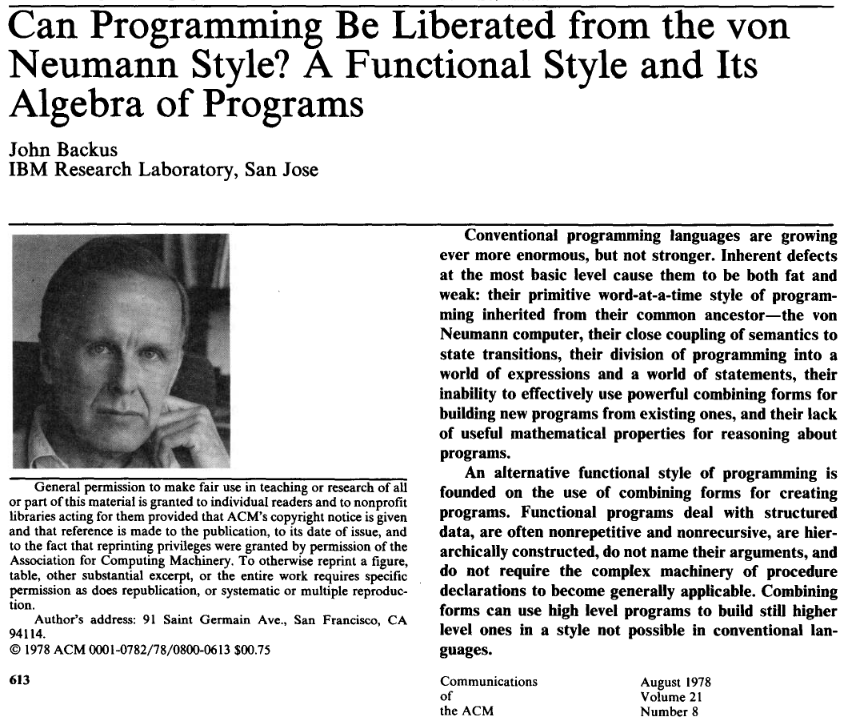 Can Programming Be Liberated from the von
Neumann Style? A Functional Style and Its
Algebra of Programs
John Backus
IBM Research Laboratory, San Jose
General permission to make fair use in teaching or research of all
or part of this material is granted to individual readers and to nonprofit
libraries acting for them provided that ACM's copyright notice is given
and that reference is made to the publication, to its date of issue, and
to the fact that reprinting privileges were granted by permission of the
Association for Computing Machinery. To otherwise reprint a figure,
table, other substantial excerpt, or the entire work requires specific
permission as does republication, or systematic or multiple reproduc-
tion.
Author's address: 91 Saint Germain Ave., San Francisco, CA
94114.
© 1978 ACM 0001-0782/78/0800-0613 $00.75
613
Conventional programming languages are growing
ever more enormous, but not stronger. Inherent defects
at the most basic level cause them to be both fat and
weak: their primitive word-at-a-time style of program-
ming inherited from their common ancestor—the von
Neumann computer, their close coupling of semantics to
state transitions, their division of programming into a
world of expressions and a world of statements, their
inability to effectively use powerful combining forms for
building new programs from existing ones, and their lack
of useful mathematical properties for reasoning about
programs.
An alternative functional style of programming is
founded on the use of combining forms for creating
programs. Functional programs deal with structured
data, are often nonrepetitive and nonrecursive, are hier-
archically constructed, do not name their arguments, and
do not require the complex machinery of procedure
declarations to become generally applicable. Combining
forms can use high level programs to build still higher
level ones in a style not possible in conventional lan-
guages.
Communications
of
the ACM
August 1978
Volume 21
Number 8